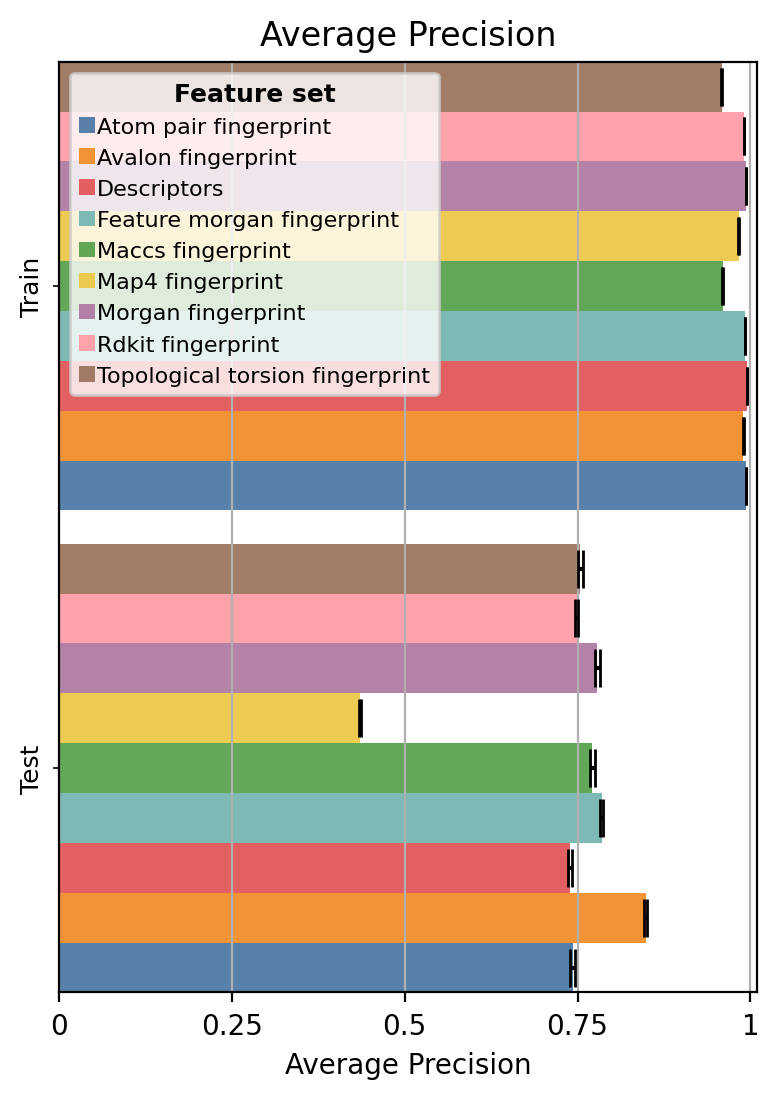 Average Precision
Feature set
Atom pair fingerprint
Avalon fingerprint
Descriptors
Feature morgan fingerprint
Maccs fingerprint
Map4 fingerprint
Morgan fingerprint
Rdkit fingerprint
Topological torsion fingerprint
Train
Test
0 0.25 0.5 0.75 1
Average Precision